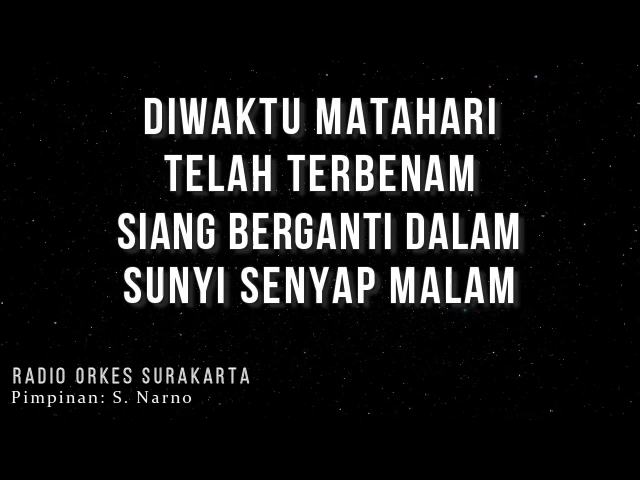 DIWAKTU MATAHARI
TELAH TERBENAM
SIANG BERGANTI DALAM
SUNYI SENYAP MALAM
RADIO ORKES SURAKARTA
Pimpinan: S. Narno